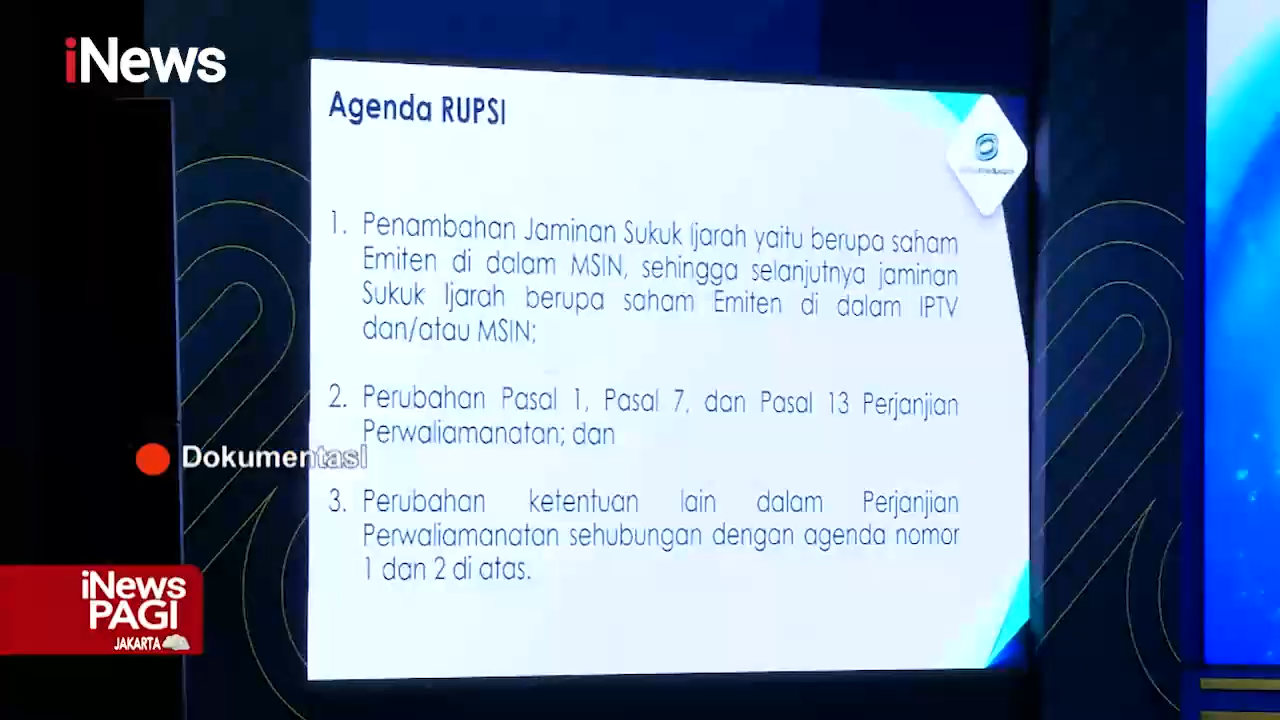 iNews
Agenda RUPSI
1. Penambahan Jaminan Sukuk Ijarah yaitu berupa saham
Emiten di dalam MSIN, sehingga selanjutnya jaminan
Sukuk Ijarah berupa saham Emiten di dalam IPTV
dan/atau MSIN;
2. Perubahan Pasal 1, Pasal 7, dan Pasal 13 Perjanjian
Perwaliamanatan; dan
Dokumentasi
3. Perubahan ketentuan lain dalam Perjanjian
Perwaliamanatan sehubungan dengan agenda nomor
1 dan 2 di atas.
iNews
PAGI
JAKARTA